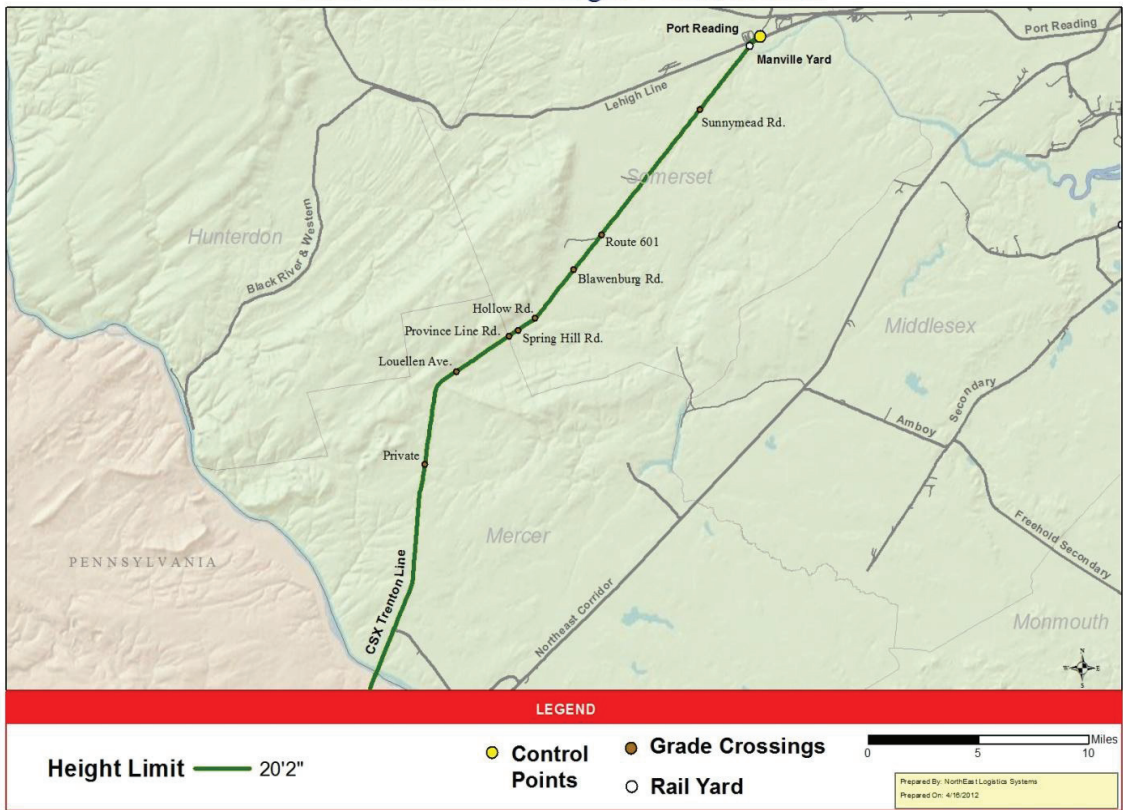 Port Reading
Port Reading
Manville Yard
Lehigh Line
Sunnymead Rd.
Somerset
Hunterdon
Black River & Western
Route 601
Blawenburg Rd.
Hollow Rd.
Province Line Rd.
Spring Hill Rd.
Middlesex
Louellen Ave.
Amboy
Secondary
Private
Mercer
Freehold Secondary
PENNSYLVANIA
CSX Trenton Line
Northeast Corridor
Monmouth
N
W E
S
LEGEND
Height Limit 20'2"
Control
Points
Grade Crossings
Rail Yard
Miles
0 5 10
Prepared By: NorthEast Logistics Systems
Prepared On: 4/16/2012